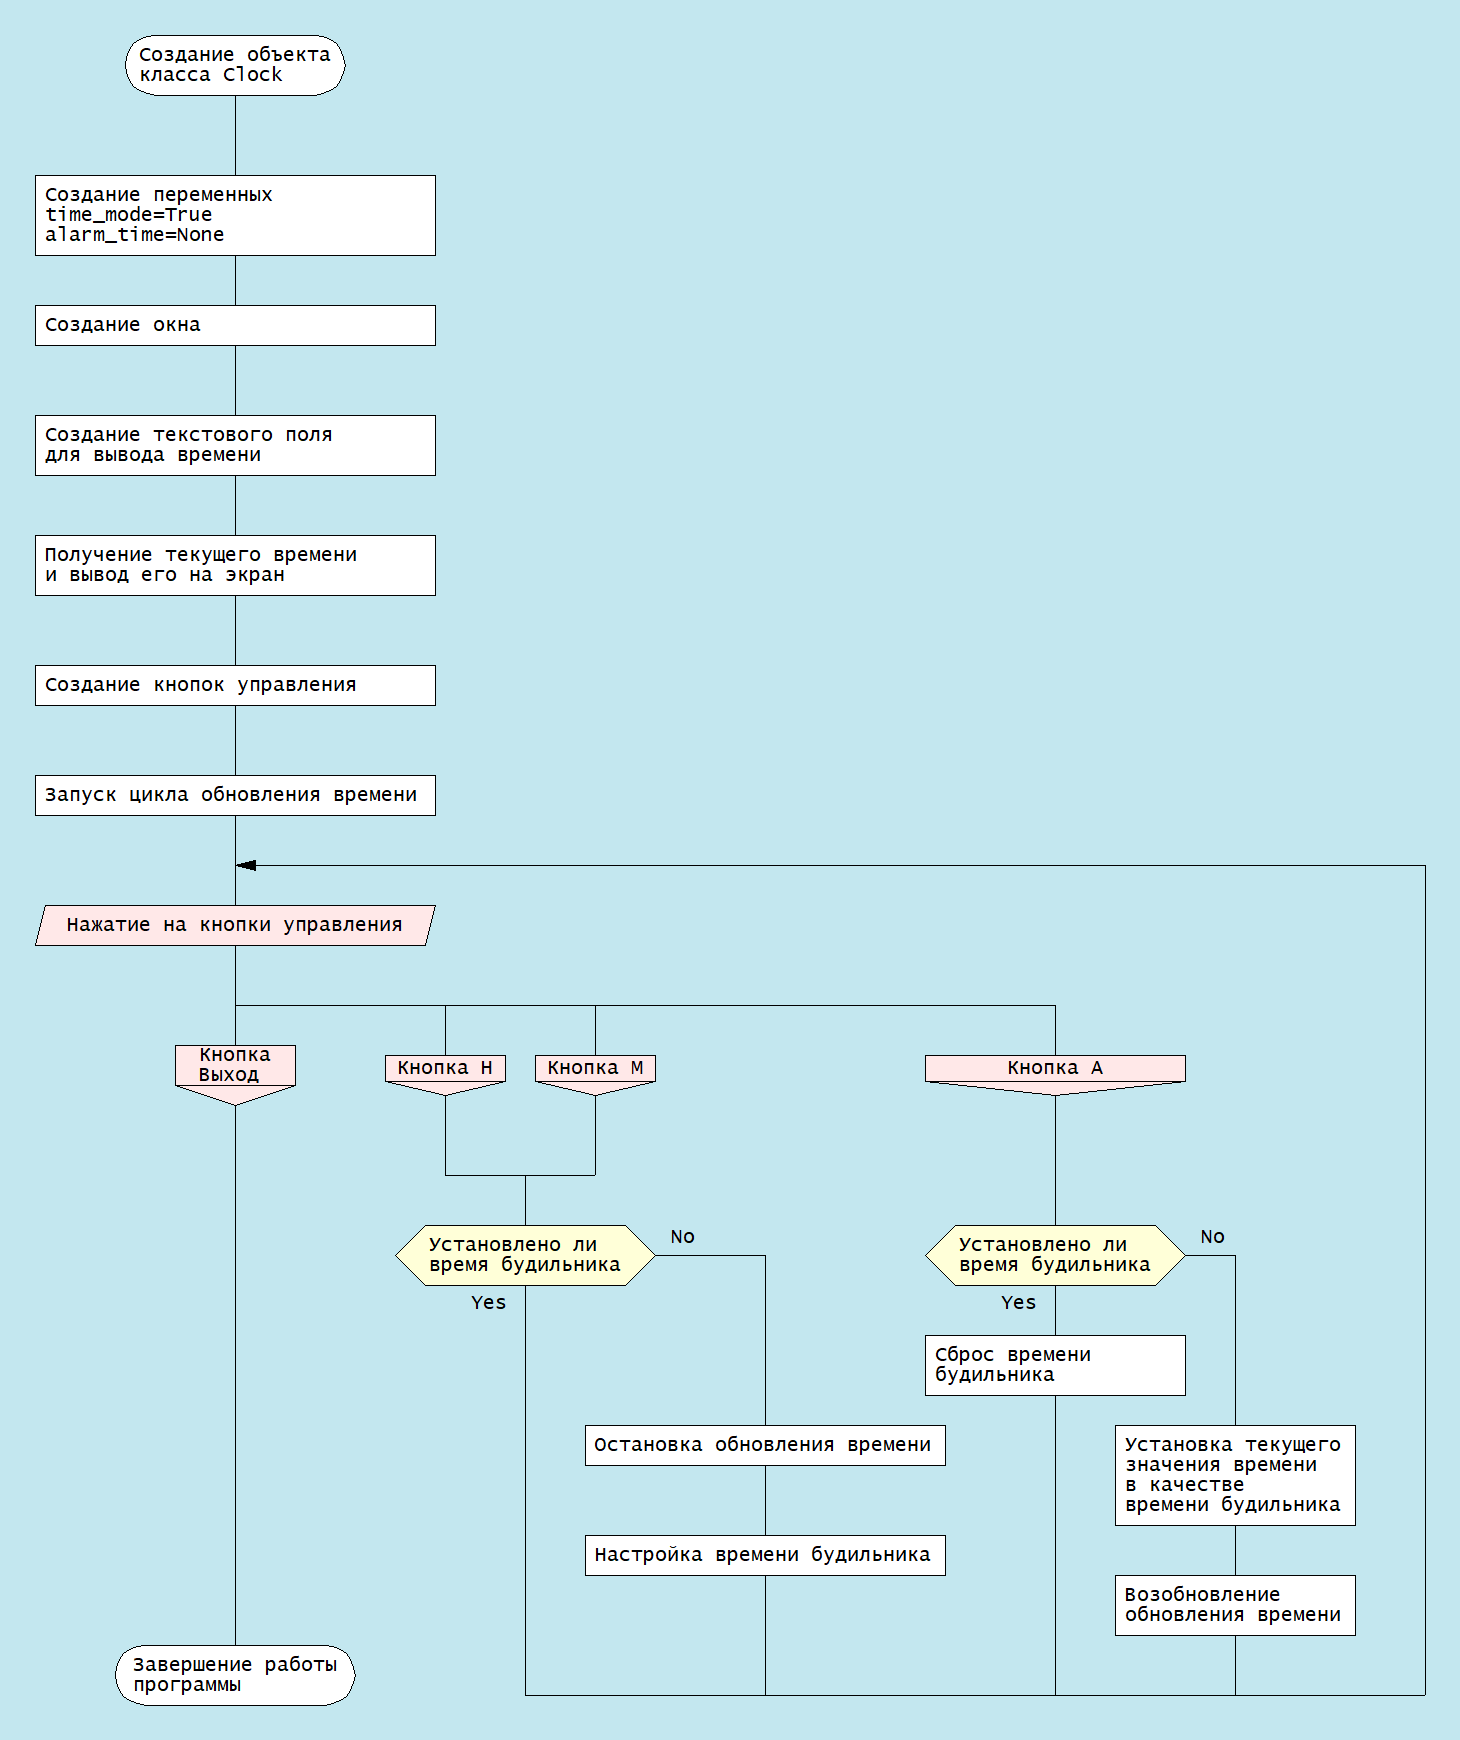 Создание объекта
класса Clock
Создание переменных
time_mode=True
alarm_time=None
Создание окна
Создание текстового поля
для вывода времени
Получение текущего времени
и вывод его на экран
Создание кнопок управления
Запуск цикла обновления времени
Нажатие на кнопки управления
Кнопка
Выход
Кнопка H
Кнопка M
Кнопка A
Установлено ли
время будильника
No
Yes
Установлено ли
время будильника
No
Yes
Сброс времени
будильника
Остановка обновления времени
Настройка времени будильника
Установка текущего
значения времени
в качестве
времени будильника
Возобновление
обновления времени
Завершение работы
программы